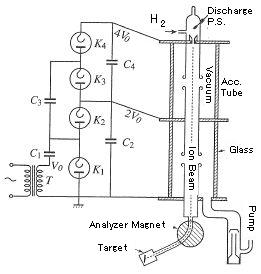 Discharge
P.S.
H2
4V0
K4
C4
K3
Vacuum
Acc.
Tube
C3
2V0
K2
C2
Glass
C1
V0
K1
~
T
Ion Beam
Pump
Analyzer Magnet
Target